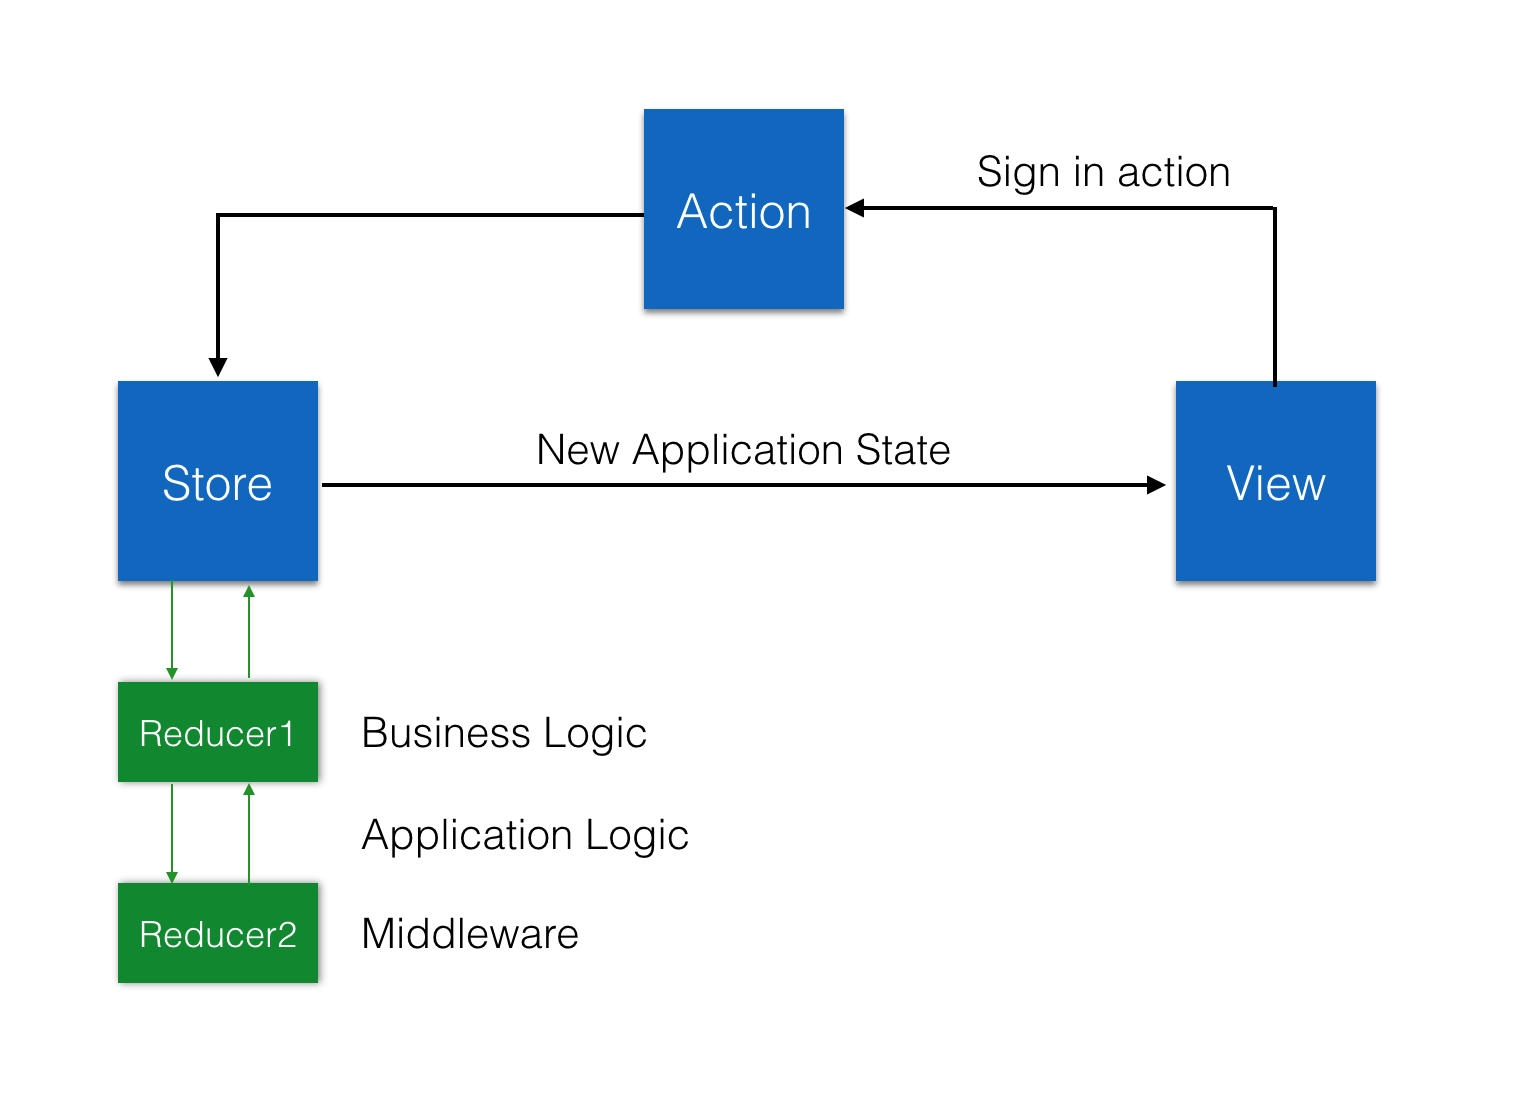 Action
Sign in action
Store
New Application State
View
Reducer1
Business Logic
Application Logic
Reducer2
Middleware